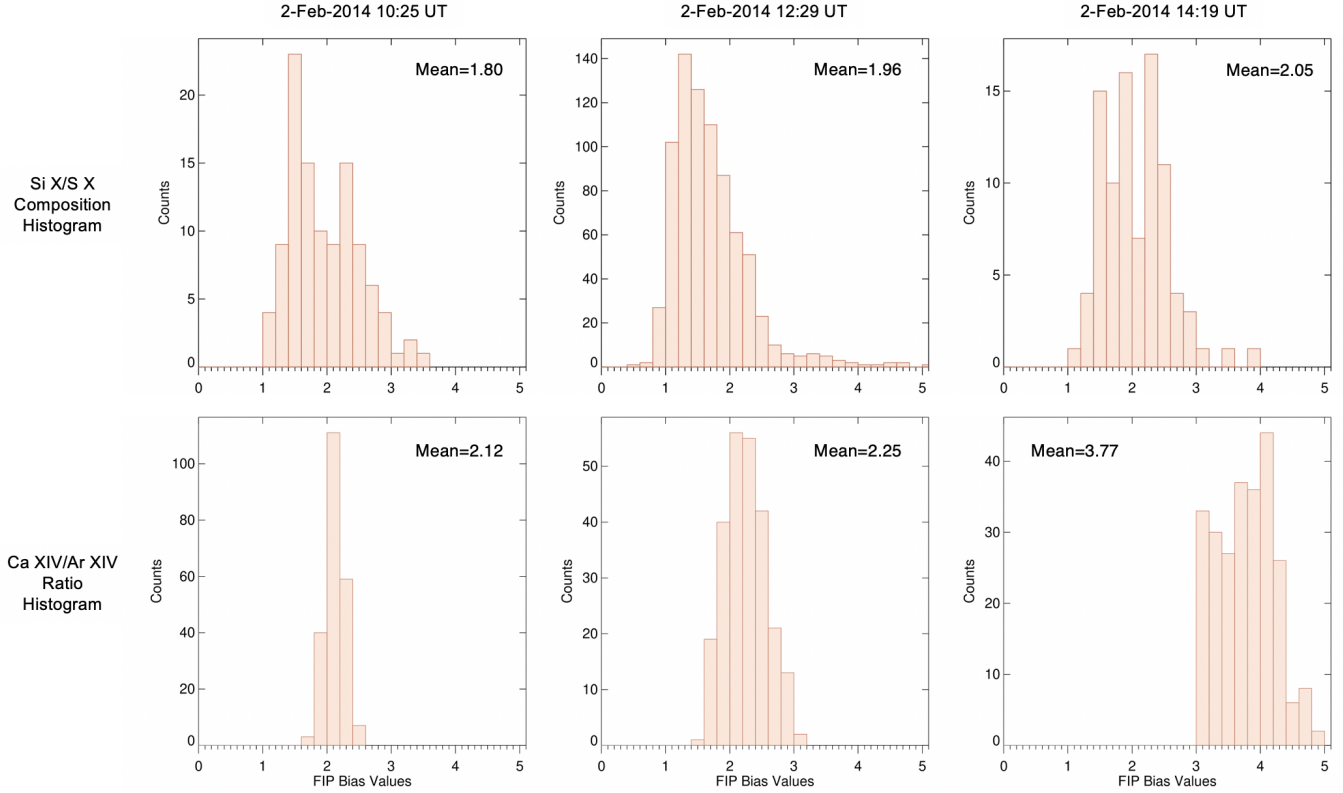 2-Feb-2014 10:25 UT
2-Feb-2014 12:29 UT
2-Feb-2014 14:19 UT
Si X/S X
Composition
Histogram
Counts
20
15
10
5
0
Mean=1.80
0 1 2 3 4 5
Counts
140
120
100
80
60
40
20
0
Mean=1.96
0 1 2 3 4 5
Counts
15
10
5
0
Mean=2.05
0 1 2 3 4 5
Ca XIV/Ar XIV
Ratio
Histogram
Counts
100
80
60
40
20
0
Mean=2.12
0 1 2 3 4 5
FIP Bias Values
Counts
50
40
30
20
10
0
Mean=2.25
0 1 2 3 4 5
FIP Bias Values
Counts
40
30
20
10
0
Mean=3.77
0 1 2 3 4 5
FIP Bias Values